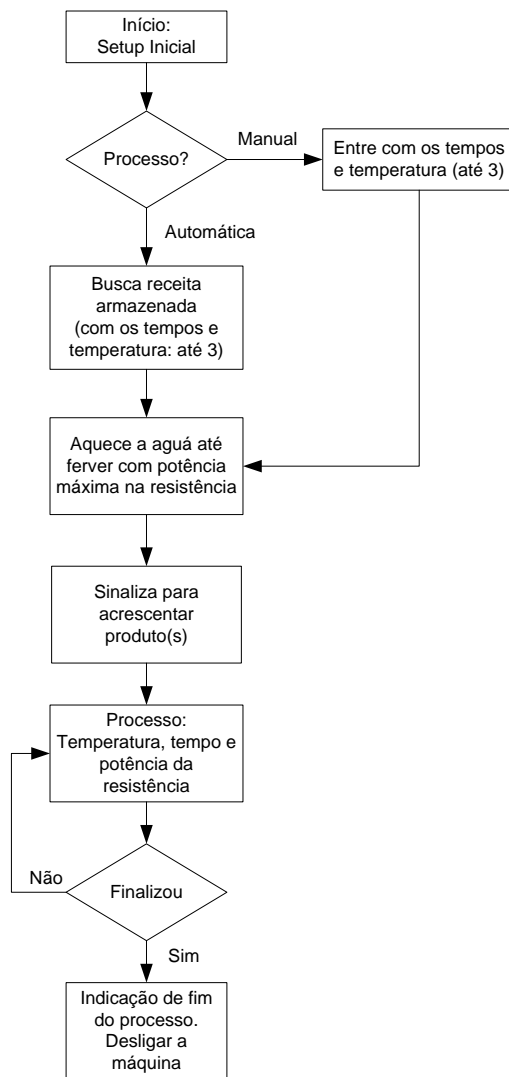 Início:
Setup Inicial
Processo?
Manual
Entre com os tempos
e temperatura (até 3)
Automática
Busca receita
armazenada
(com os tempos e
temperatura: até 3)
Aquece a aguá até
ferver com potência
máxima na resistência
Sinaliza para
acrescentar
produto(s)
Processo:
Temperatura, tempo e
potência da
resistência
Não
Finalizou
Sim
Indicação de fim
do processo.
Desligar a
máquina